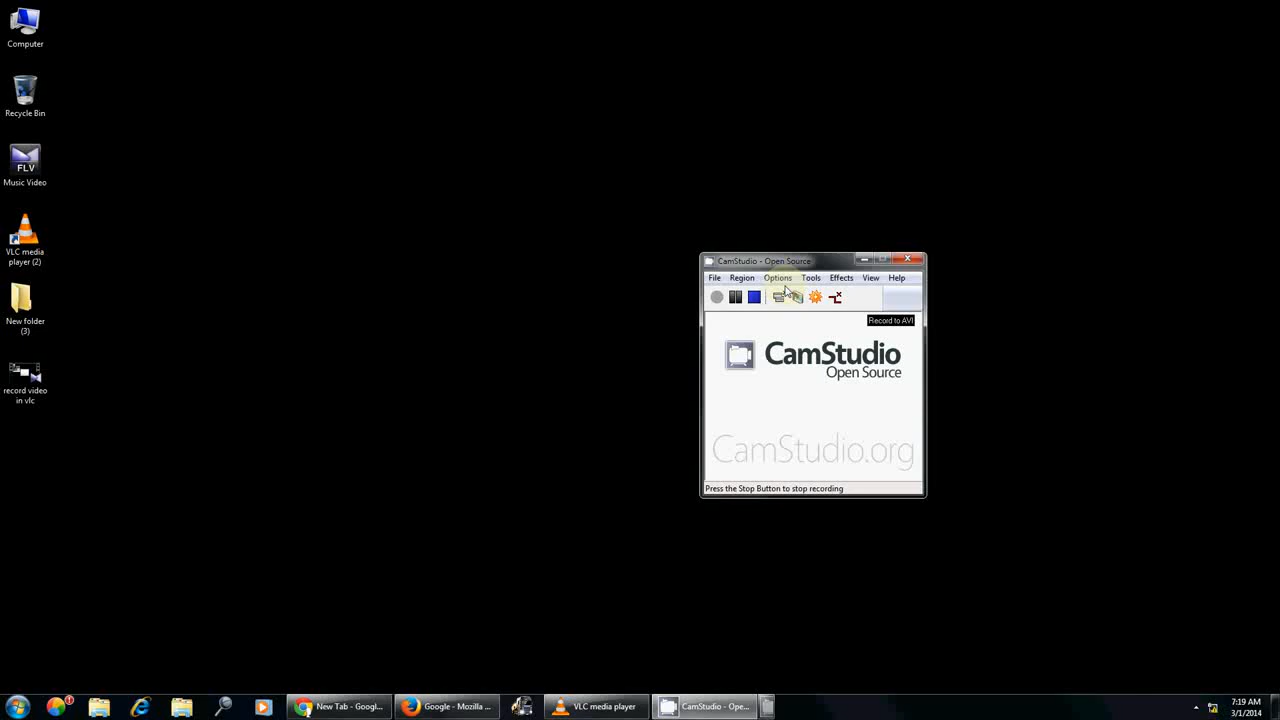 Computer
Recycle Bin
FLV
Music Video
VLC media
player (2)
New folder
(3)
record video
in vlc
CamStudio - Open Source
File Region Options Tools Effects View Help
Record to AVI
CamStudio
Open Source
CamStudio.org
Press the Stop Button to stop recording
New Tab - Googl...
Google - Mozilla ...
VLC media player
CamStudio - Ope...
7:19 AM
3/1/2014